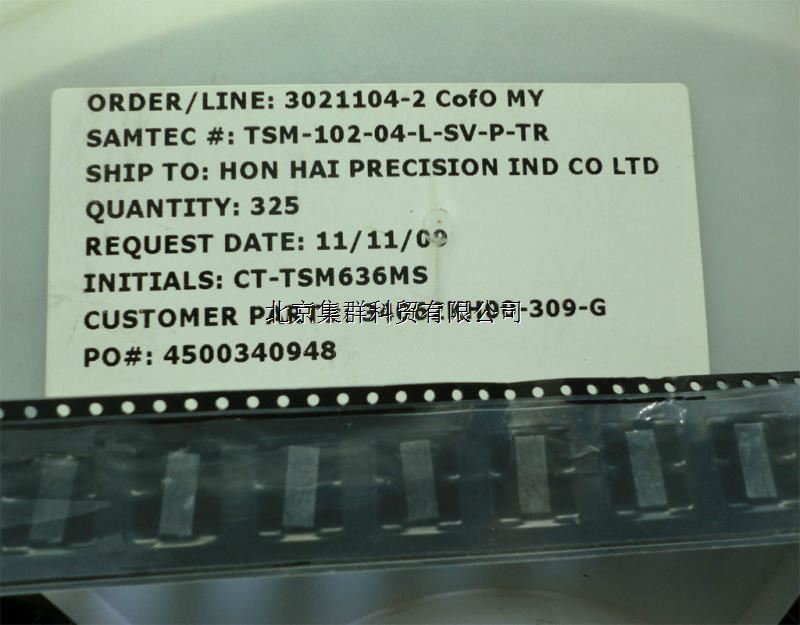 ORDER/LINE: 3021104-2 CofO MY
SAMTEC #: TSM-102-04-L-SV-P-TR
SHIP TO: HON HAI PRECISION IND CO LTD
QUANTITY: 325
REQUEST DATE: 11/11/09
INITIALS: CT-TSM636MS
CUSTOMER
北京集群科贸有限公司
PO#: 4500340948